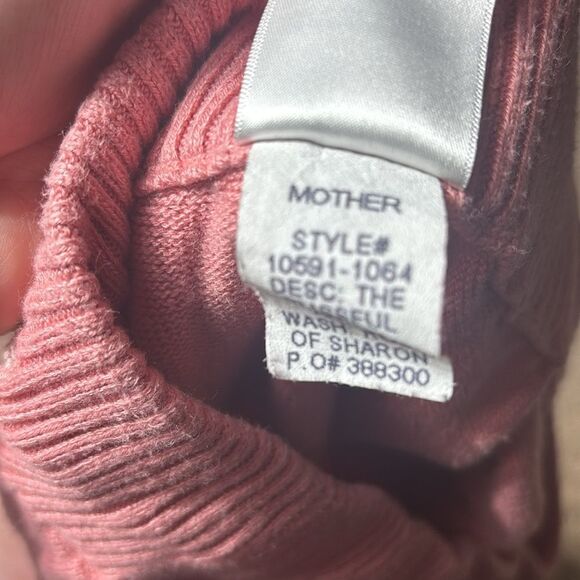 MOTHER
STYLE#
10591-1064
DESC. THE
WASH.
OF SHARON
P.O# 388300